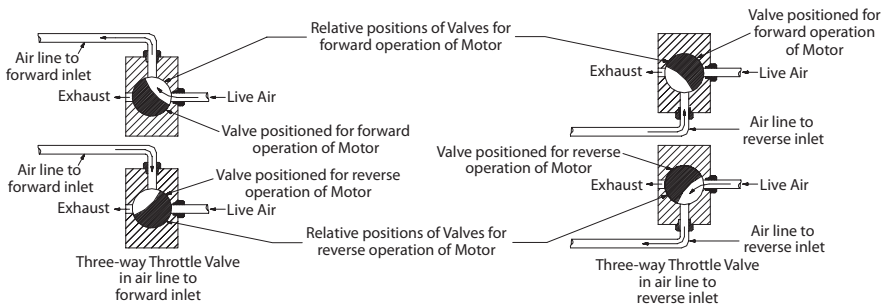 Air line to
forward inlet
Exhaust
Live Air
Valve positioned for forward
operation of Motor
Relative positions of Valves for
forward operation of Motor
Valve positioned for
forward operation
of Motor
Exhaust
Live Air
Air line to
reverse inlet
Air line to
forward inlet
Valve positioned for reverse
operation of Motor
Exhaust
Live Air
Relative positions of Valves for
reverse operation of Motor
Valve positioned for reverse
operation of Motor
Exhaust
Live Air
Air line to
reverse inlet
Three-way Throttle Valve
in air line to
forward inlet
Three-way Throttle Valve
in air line to
reverse inlet